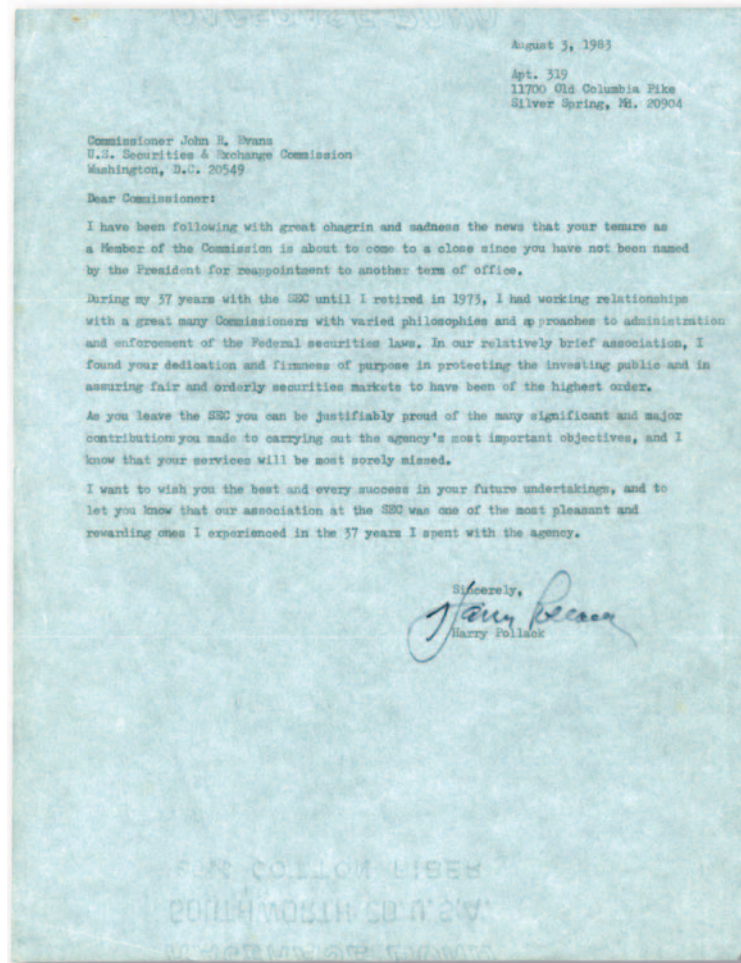 August 3, 1983
Apt. 319
11700 Old Columbia Pike
Silver Spring, Md. 20904
Commissioner John R. Evans
U.S. Securities & Exchange Commission
Washington, D.C. 20549
Dear Commissioner:
I have been following with great chagrin and sadness the news that your tenure as
a Member of the Commission is about to come to a close since you have not been named
by the President for reappointment to another term of office.
During my 37 years with the SEC until I retired in 1973, I had working relationships
with a great many Commissioners with varied philosophies and approaches to administration
and enforcement of the Federal securities laws. In our relatively brief association, I
found your dedication and firmness of purpose in protecting the investing public and in
assuring fair and orderly securities markets to have been of the highest order.
As you leave the SEC you can be justifiably proud of the many significant and major
contributions you made to carrying out the agency's most important objectives, and I
know that your services will be most sorely missed.
I want to wish you the best and every success in your future undertakings, and to
let you know that our association at the SEC was one of the most pleasant and
rewarding ones I experienced in the 37 years I spent with the agency.
Sincerely,
Harry Pollack
Harry Pollack
COTTON FIBER
SOUTHWORTH CO. U.S.A.